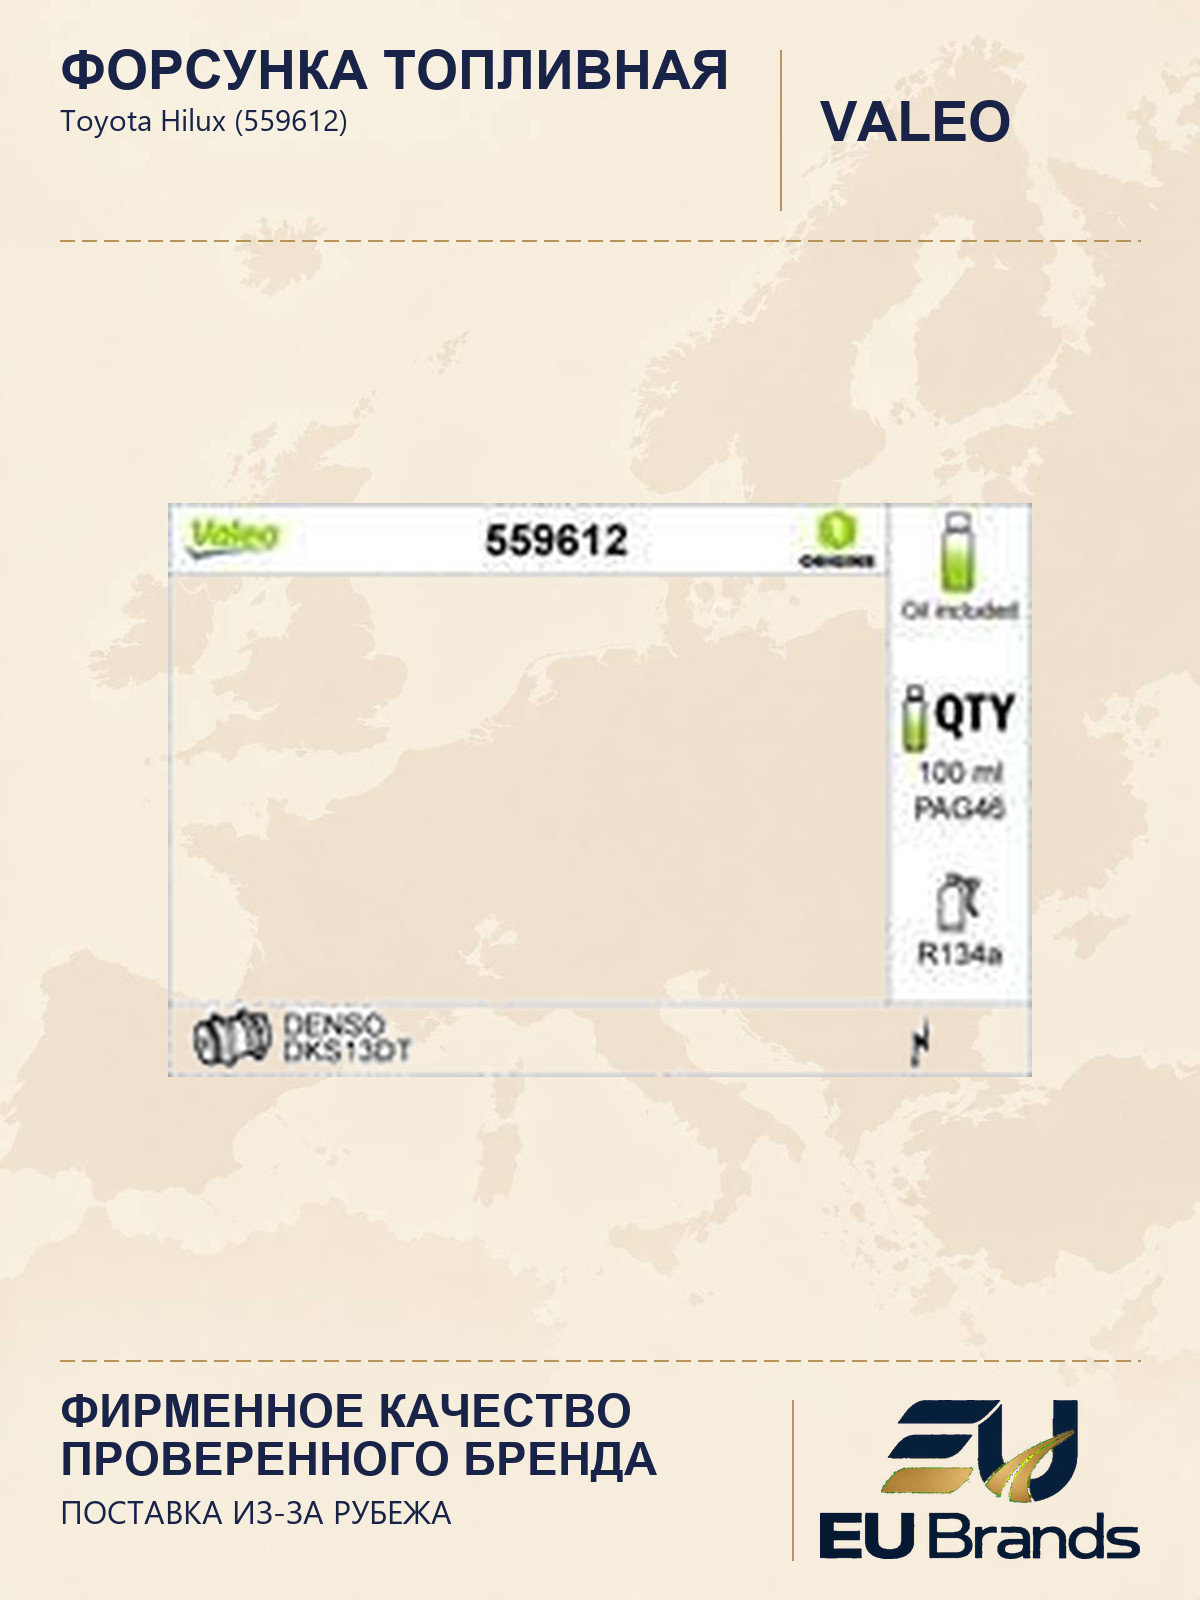 ФОРСУНКА ТОПЛИВНАЯ
Toyota Hilux (559612)
VALEO
Valeo
559612
ORIGINS
Oil included
QTY
100 ml
PAG46
R134a
DENSO
DKS13DT
ФИРМЕННОЕ КАЧЕСТВО
ПРОВЕРЕННОГО БРЕНДА
ПОСТАВКА ИЗ-ЗА РУБЕЖА
EU
EU Brands